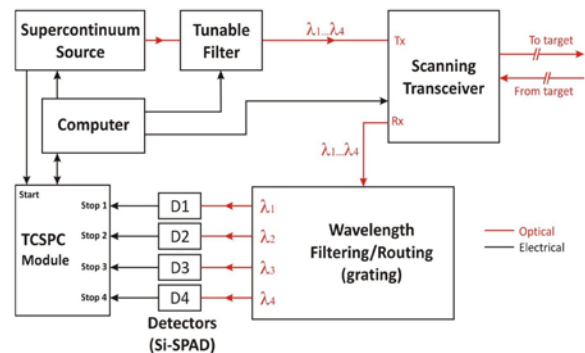 Supercontinuum
Source
Tunable
Filter
λ1...λ4
Tx
Scanning
Transceiver
To target
From target
Rx
Computer
λ1...λ4
Start
TCSPC
Module
Stop 1
Stop 2
Stop 3
Stop 4
D1
D2
D3
D4
Detectors
(Si-SPAD)
λ1
λ2
λ3
λ4
Wavelength
Filtering/Routing
(grating)
Optical
Electrical